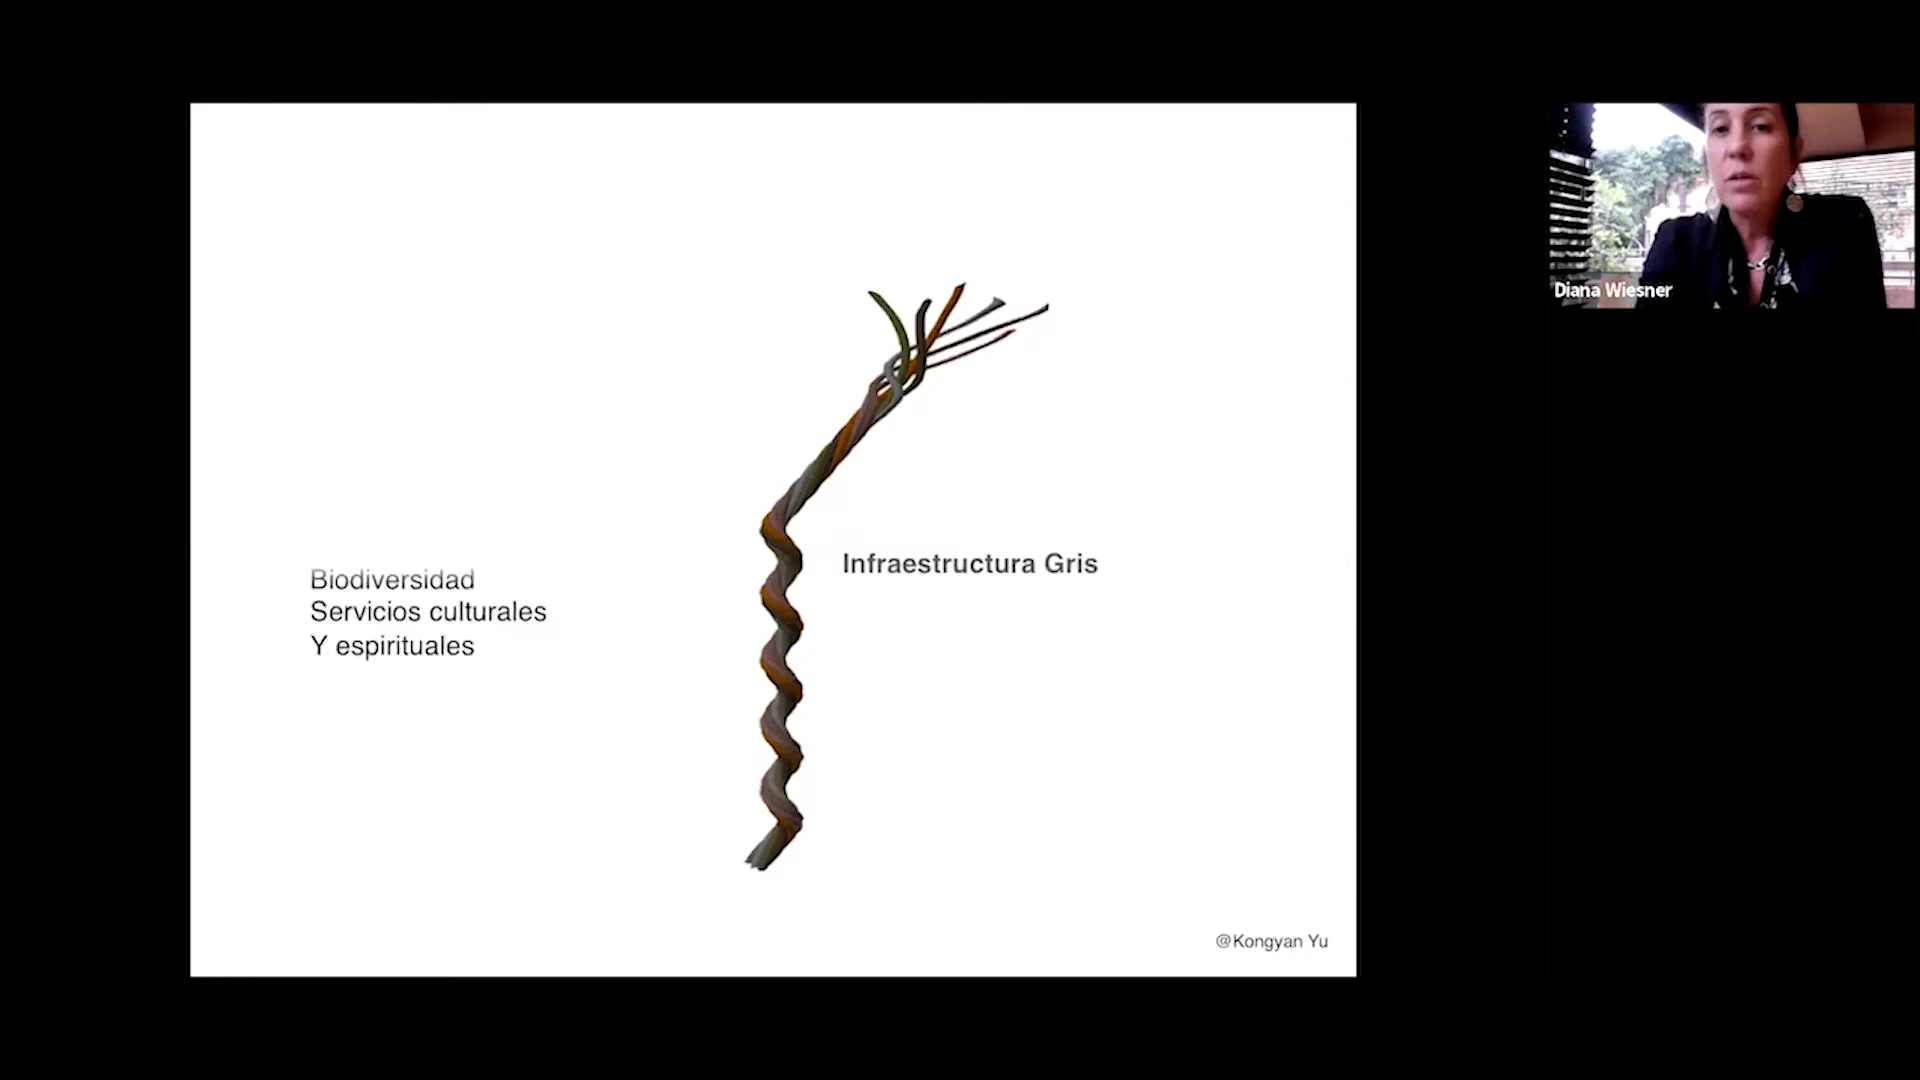 Diana Wiesner
Infraestructura Gris
Biodiversidad
Servicios culturales
Y espirituales
@Kongyan Yu